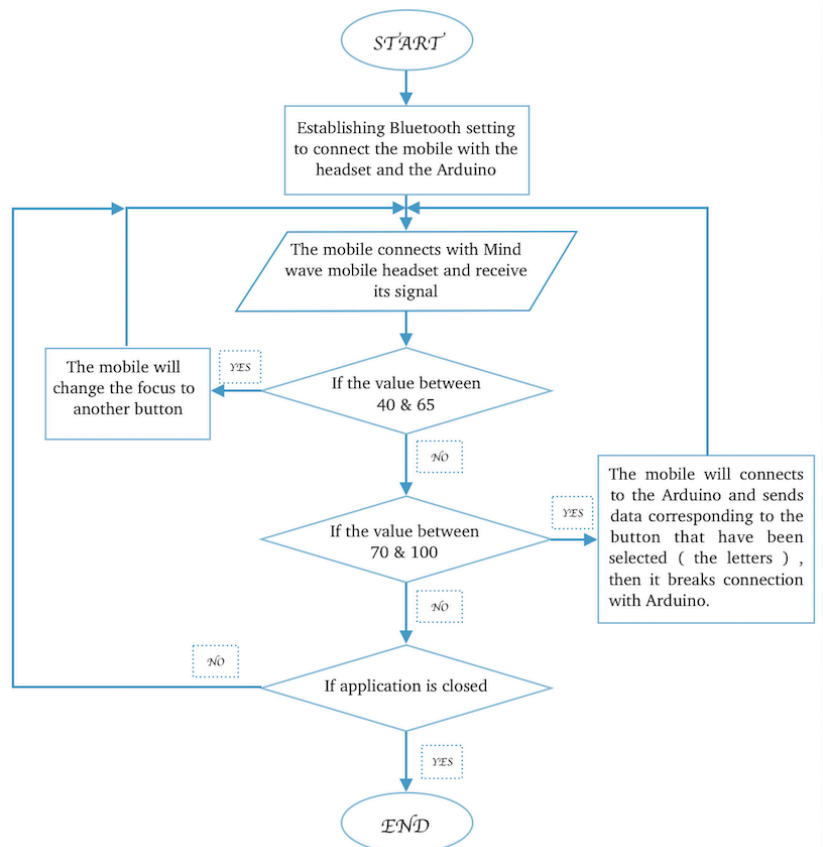 START
Establishing Bluetooth setting
to connect the mobile with the
headset and the Arduino
The mobile connects with Mind
wave mobile headset and receive
its signal
The mobile will
change the focus to
another button
YES
If the value between
40 & 65
NO
If the value between
70 & 100
YES
The mobile will connects
to the Arduino and sends
data corresponding to the
button that have been
selected ( the letters ) ,
then it breaks connection
with Arduino.
NO
NO
If application is closed
YES
END